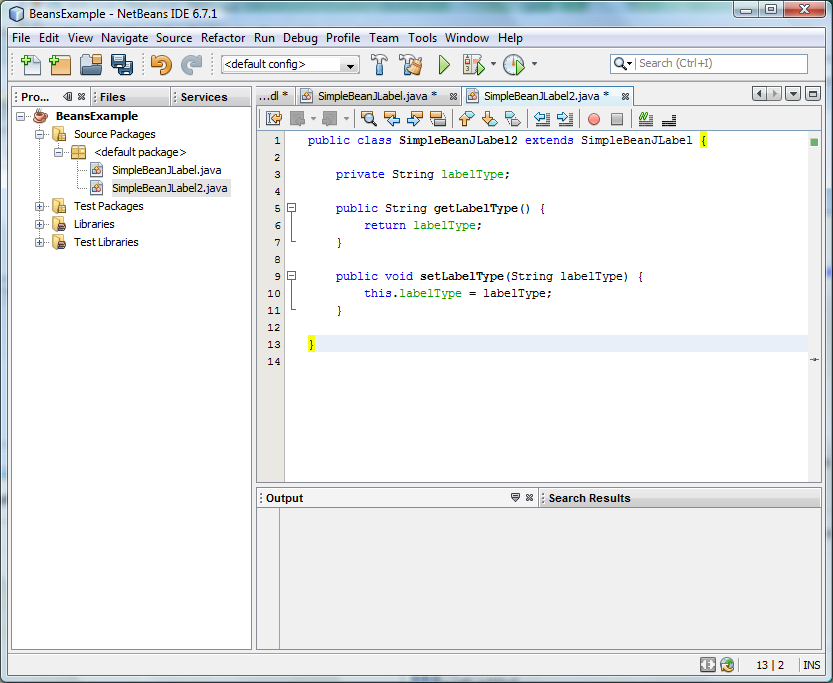 BeansExample - NetBeans IDE 6.7.1
File Edit View Navigate Source Refactor Run Debug Profile Team Tools Window Help
<default config>
Search (Ctrl+I)
Pro...
Files
Services
BeansExample
Source Packages
<default package>
SimpleBeanJLabel.java
SimpleBeanJLabel2.java
Test Packages
Libraries
Test Libraries
...dl * SimpleBeanJLabel.java * SimpleBeanJLabel2.java *
1 public class SimpleBeanJLabel2 extends SimpleBeanJLabel {
2
3 private String labelType;
4
5 public String getLabelType() {
6 return labelType;
7 }
8
9 public void setLabelType(String labelType) {
10 this.labelType = labelType;
11 }
12
13 }
14
Output
Search Results
13 | 2 INS